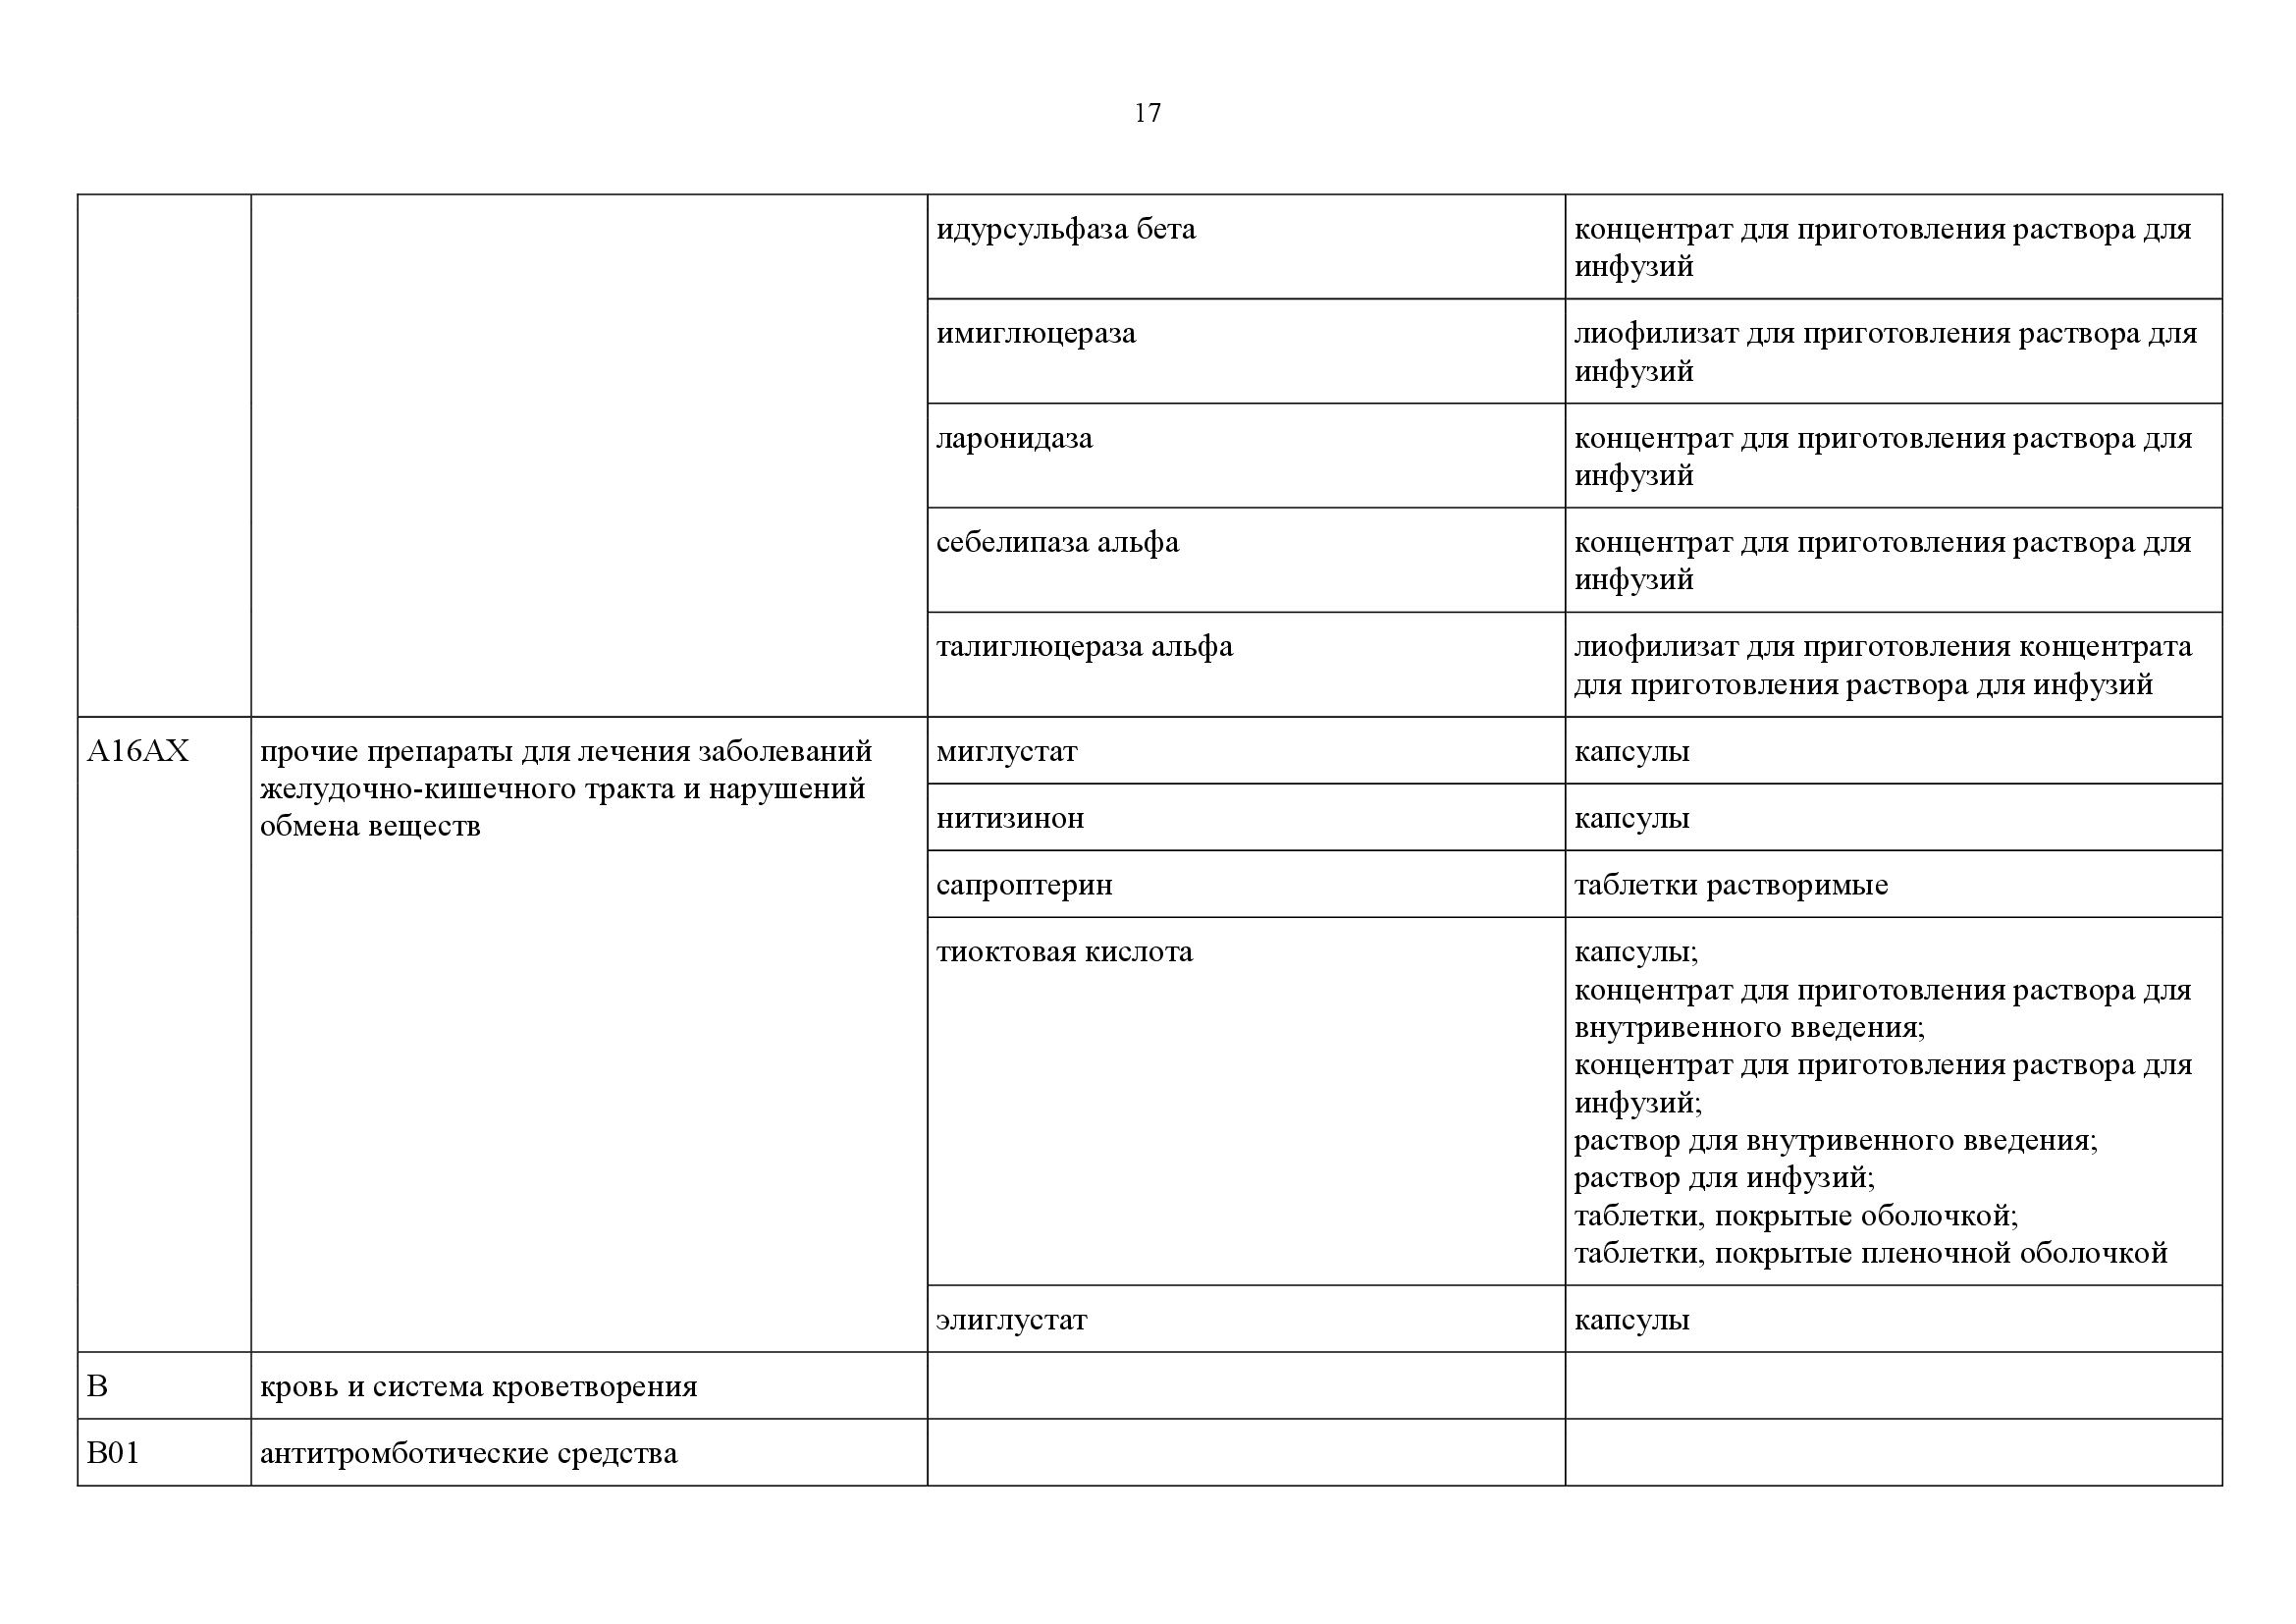 17
идурсульфаза бета
концентрат для приготовления раствора для
инфузий
имиглюцераза
лиофилизат для приготовления раствора для
инфузий
ларонидаза
концентрат для приготовления раствора для
инфузий
себелипаза альфа
концентрат для приготовления раствора для
инфузий
талиглюцераза альфа
лиофилизат для приготовления концентрата
для приготовления раствора для инфузий
A16AX
прочие препараты для лечения заболеваний
желудочно-кишечного тракта и нарушений
обмена веществ
миглустат
капсулы
нитизинон
капсулы
сапроптерин
таблетки растворимые
тиоктовая кислота
капсулы;
концентрат для приготовления раствора для
внутривенного введения;
концентрат для приготовления раствора для
инфузий;
раствор для внутривенного введения;
раствор для инфузий;
таблетки, покрытые оболочкой;
таблетки, покрытые пленочной оболочкой
элиглустат
капсулы
B
кровь и система кроветворения
B01
антитромботические средства